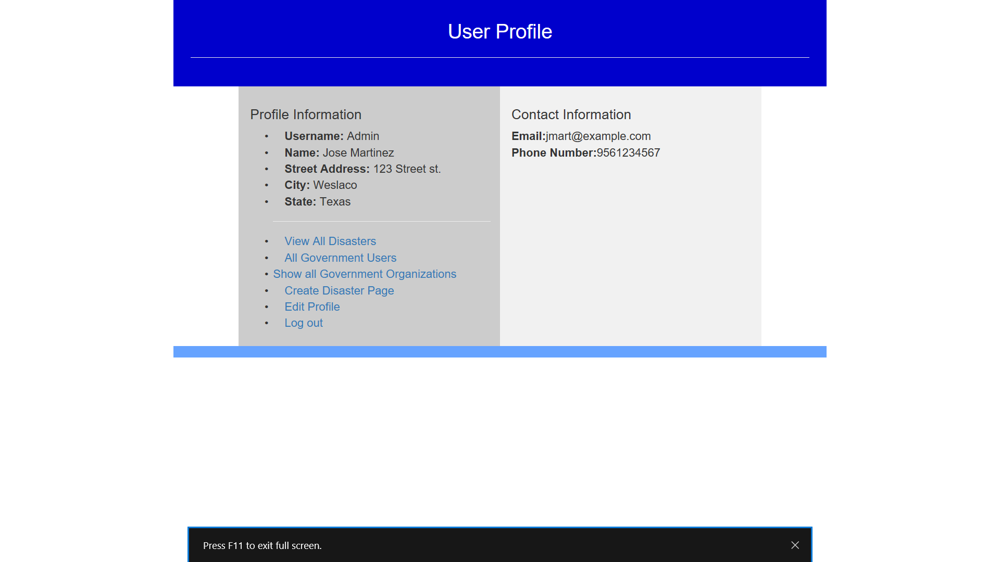 User Profile
Profile Information
• Username: Admin
• Name: Jose Martinez
• Street Address: 123 Street st.
• City: Weslaco
• State: Texas
• View All Disasters
• All Government Users
• Show all Government Organizations
• Create Disaster Page
• Edit Profile
• Log out
Contact Information
Email:jmart@example.com
Phone Number:9561234567
Press F11 to exit full screen.